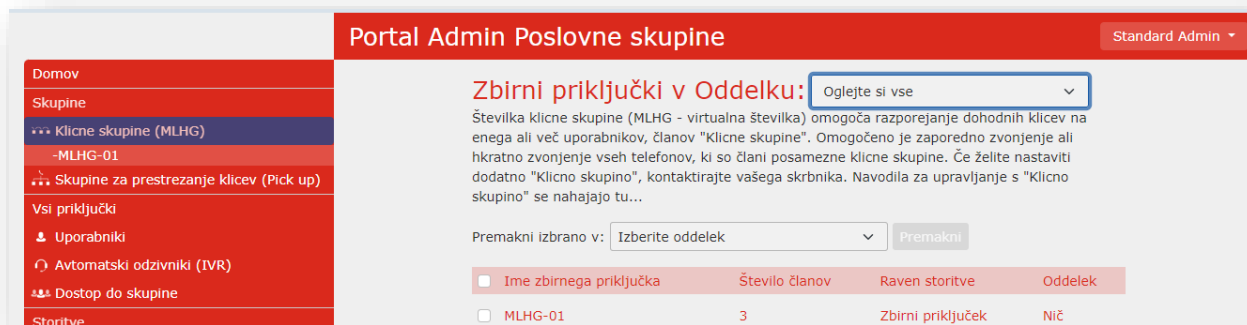 Portal Admin Poslovne skupine
Standard Admin
Domov
Skupine
Klicne skupine (MLHG)
-MLHG-01
Skupine za prestrezanje klicev (Pick up)
Vsi priključki
Uporabniki
Avtomatski odzivniki (IVR)
Dostop do skupine
Storitve
Zbirni priključki v Oddelku: Oglejte si vse
Številka klicne skupine (MLHG - virtualna številka) omogoča razporejanje dohodnih klicev na
enega ali več uporabnikov, članov "Klicne skupine". Omogočeno je zaporedno zvonjenje ali
hkratno zvonjenje vseh telefonov, ki so člani posamezne klicne skupine. Če želite nastaviti
dodatno "Klicno skupino", kontaktirajte vašega skrbnika. Navodila za upravljanje s "Klicno
skupino" se nahajajo tu...
Premakni izbrano v: Izberite oddelek Premakni
Ime zbirnega priključka Število članov Raven storitve Oddelek
MLHG-01 3 Zbirni priključek Nič